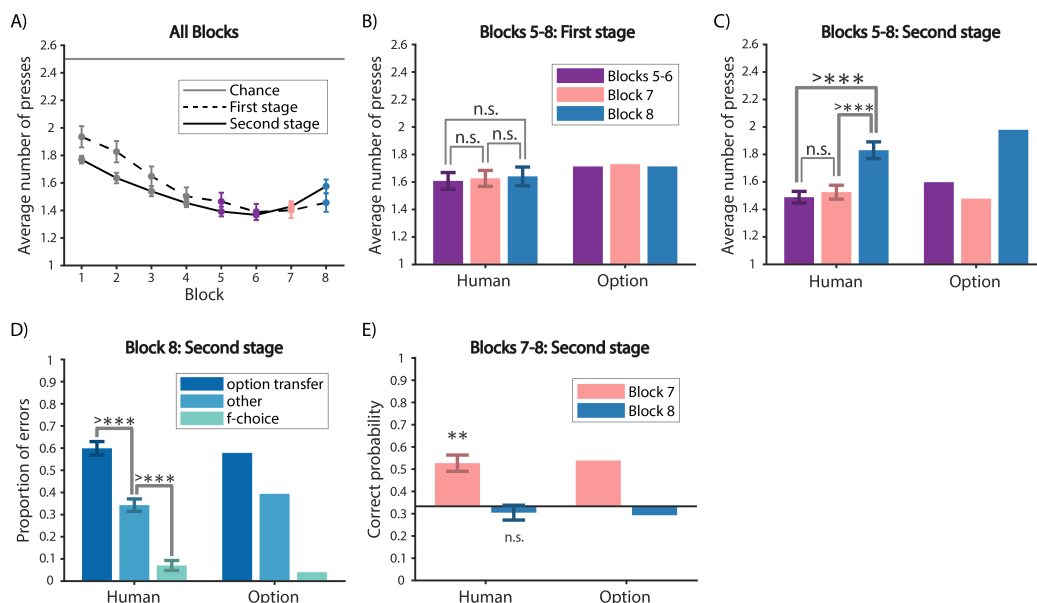 A)
All Blocks
Average number of presses
2.6
2.4
2.2
2
1.8
1.6
1.4
1.2
1
Chance
First stage
Second stage
1 2 3 4 5 6 7 8
Block
B)
Blocks 5-8: First stage
Average number of presses
2.6
2.4
2.2
2
1.8
1.6
1.4
1.2
1
Blocks 5-6
Block 7
Block 8
n.s.
n.s. n.s.
Human Option
C)
Blocks 5-8: Second stage
Average number of presses
2.6
2.4
2.2
2
1.8
1.6
1.4
1.2
1
>***
>***
n.s.
Human Option
D)
Block 8: Second stage
Proportion of errors
1
0.9
0.8
0.7
0.6
0.5
0.4
0.3
0.2
0.1
0
option transfer
other
f-choice
>***
>***
Human Option
E)
Blocks 7-8: Second stage
Correct probability
1
0.9
0.8
0.7
0.6
0.5
0.4
0.3
0.2
0.1
0
Block 7
Block 8
**
n.s.
Human Option